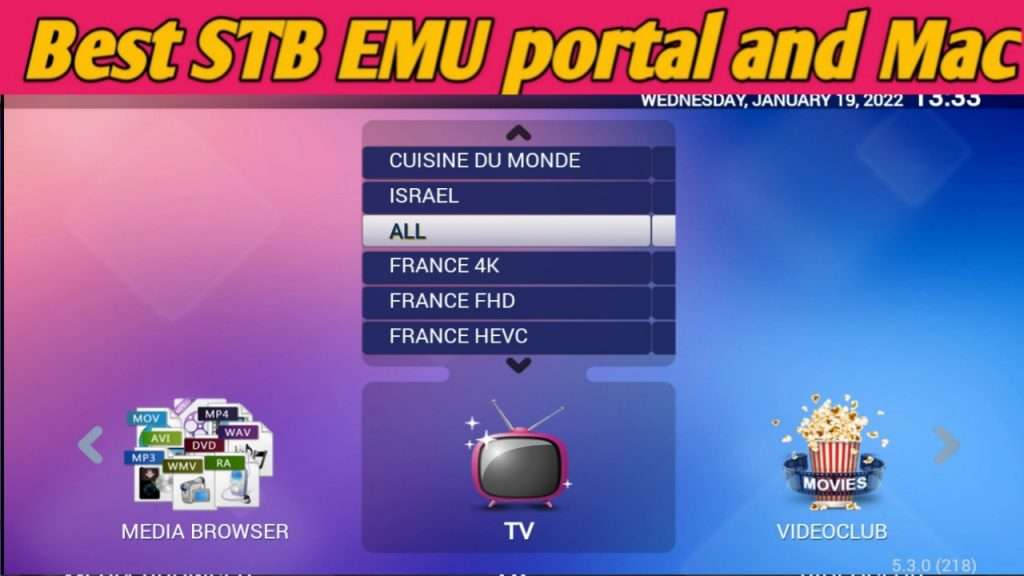 Best STB EMU portal and Mac
WEDNESDAY, JANUARY 19, 2022 13:33
CUISINE DU MONDE
ISRAEL
ALL
FRANCE 4K
FRANCE FHD
FRANCE HEVC
MOV
MP4
AVI
WAV
DVD
MP3
WMV
RA
MOVIES
MEDIA BROWSER
TV
VIDEOCLUB
5.3.0 (218)